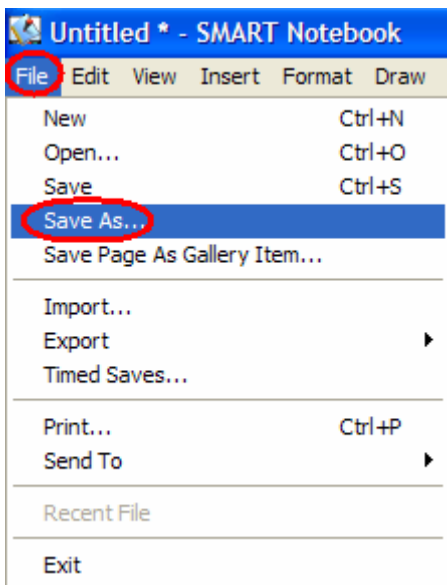 Untitled * - SMART Notebook
File Edit View Insert Format Draw
New Ctrl+N
Open... Ctrl+O
Save Ctrl+S
Save As...
Save Page As Gallery Item...
Import...
Export
Timed Saves...
Print... Ctrl+P
Send To
Recent File
Exit